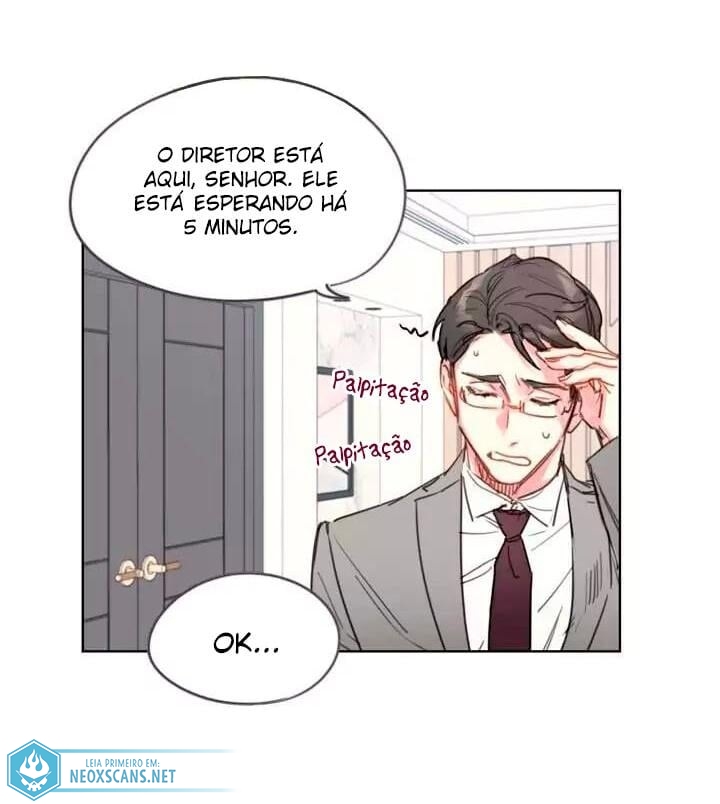 O DIRETOR ESTÁ
AQUI, SENHOR. ELE
ESTÁ ESPERANDO HÁ
5 MINUTOS.
Palpitação
Palpitação
OK...
LEIA PRIMEIRO EM:
NEOXSCANS.NET